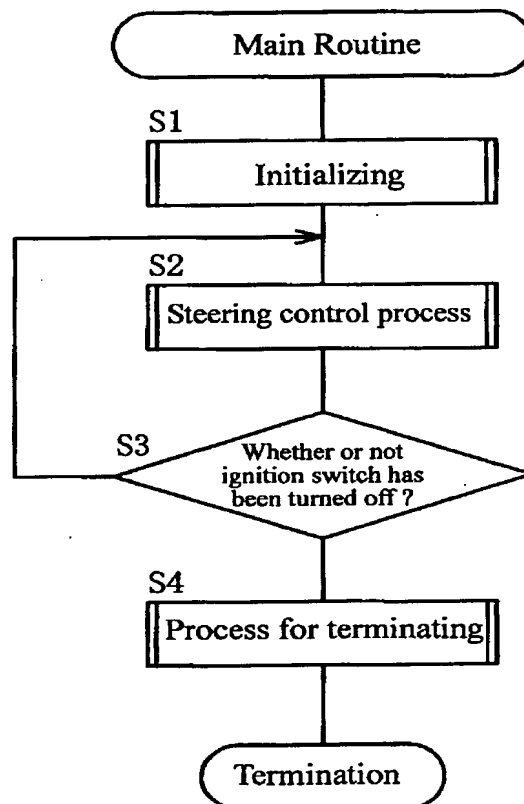 Main Routine
S1
Initializing
S2
Steering control process
S3
Whether or not
ignition switch has
been turned off ?
S4
Process for terminating
Termination